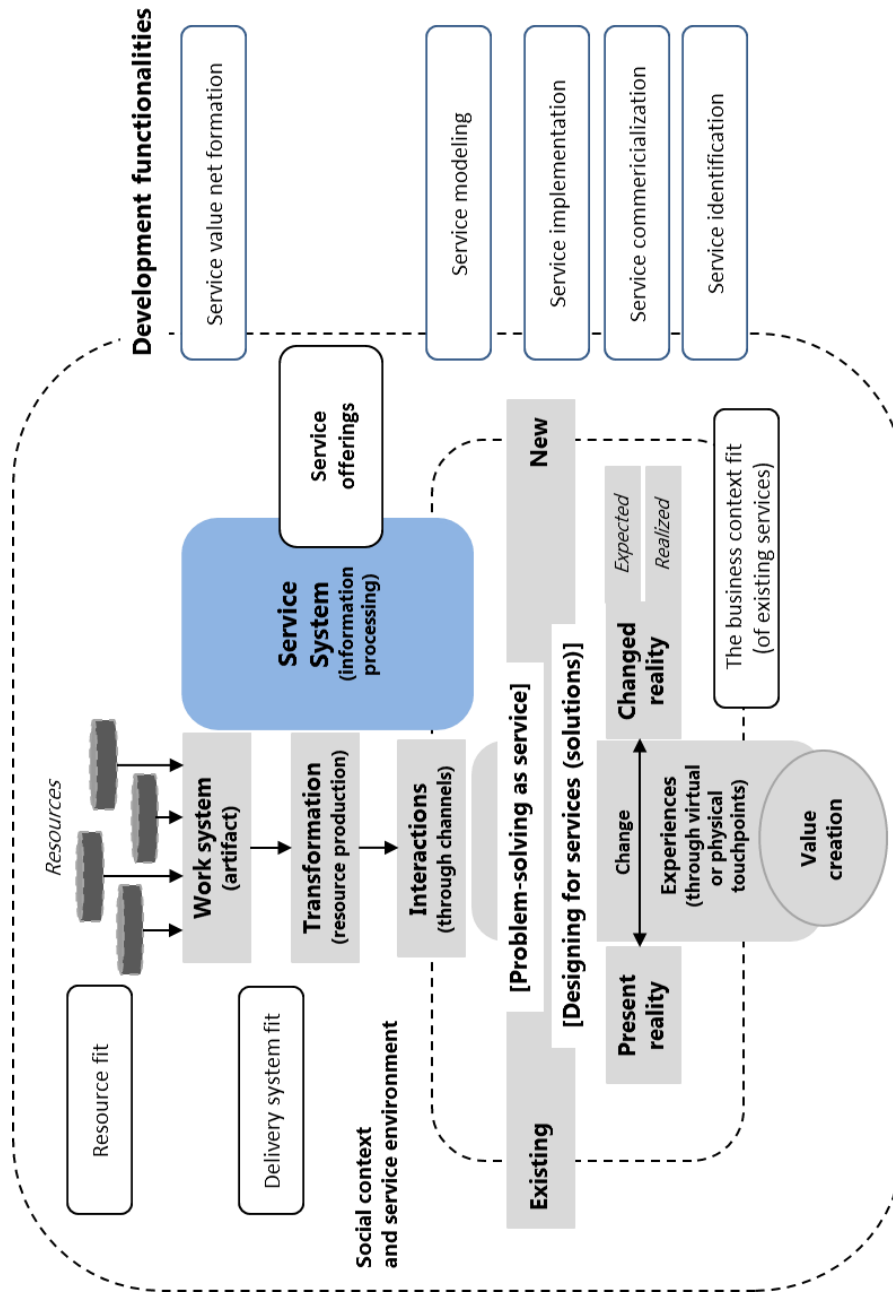 Development functionalities
Resources
Resource fit
Work system
(artifact)
Service value net formation
Delivery system fit
Transformation
(resource production)
Service
System
(information
processing)
Service
offerings
Social context
and service environment
Interactions
(through channels)
Service modeling
Existing
[Problem-solving as service]
New
[Designing for services (solutions)]
Service implementation
Present
reality
Change
Changed
reality
Expected
Realized
Service commericialization
Experiences
(through virtual
or physical
touchpoints)
Service identification
The business context fit
(of existing services)
Value
creation